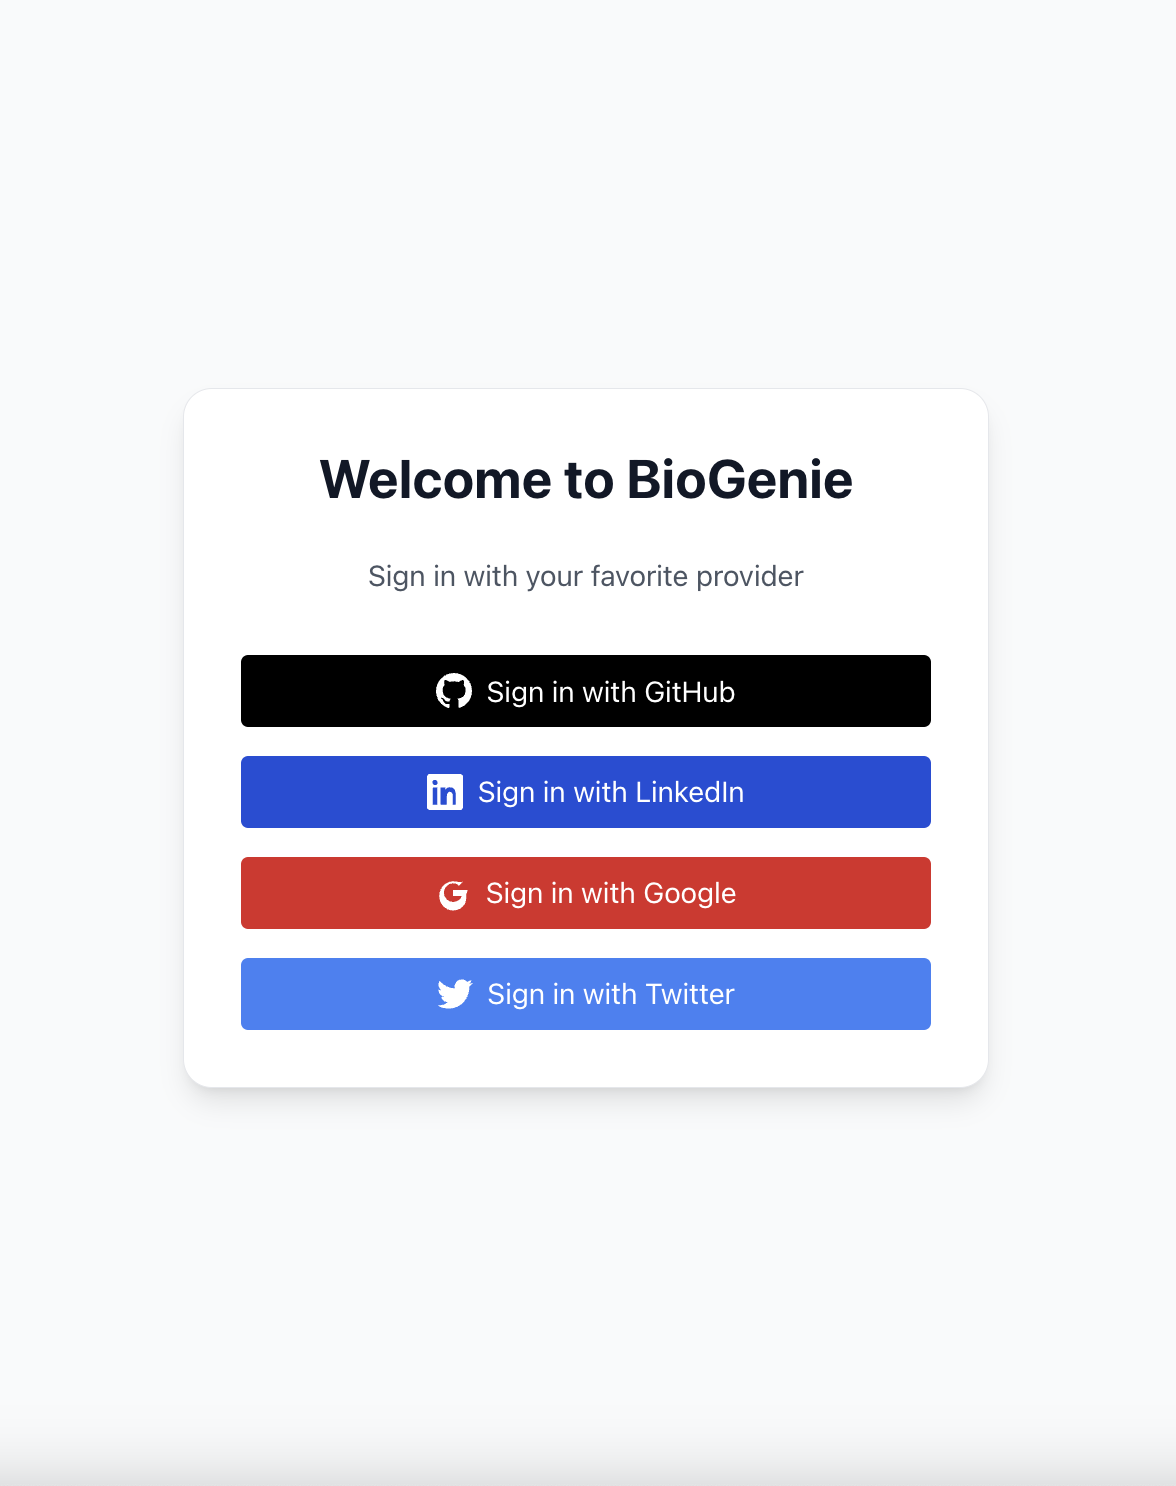 Welcome to BioGenie
Sign in with your favorite provider
Sign in with GitHub
Sign in with LinkedIn
Sign in with Google
Sign in with Twitter